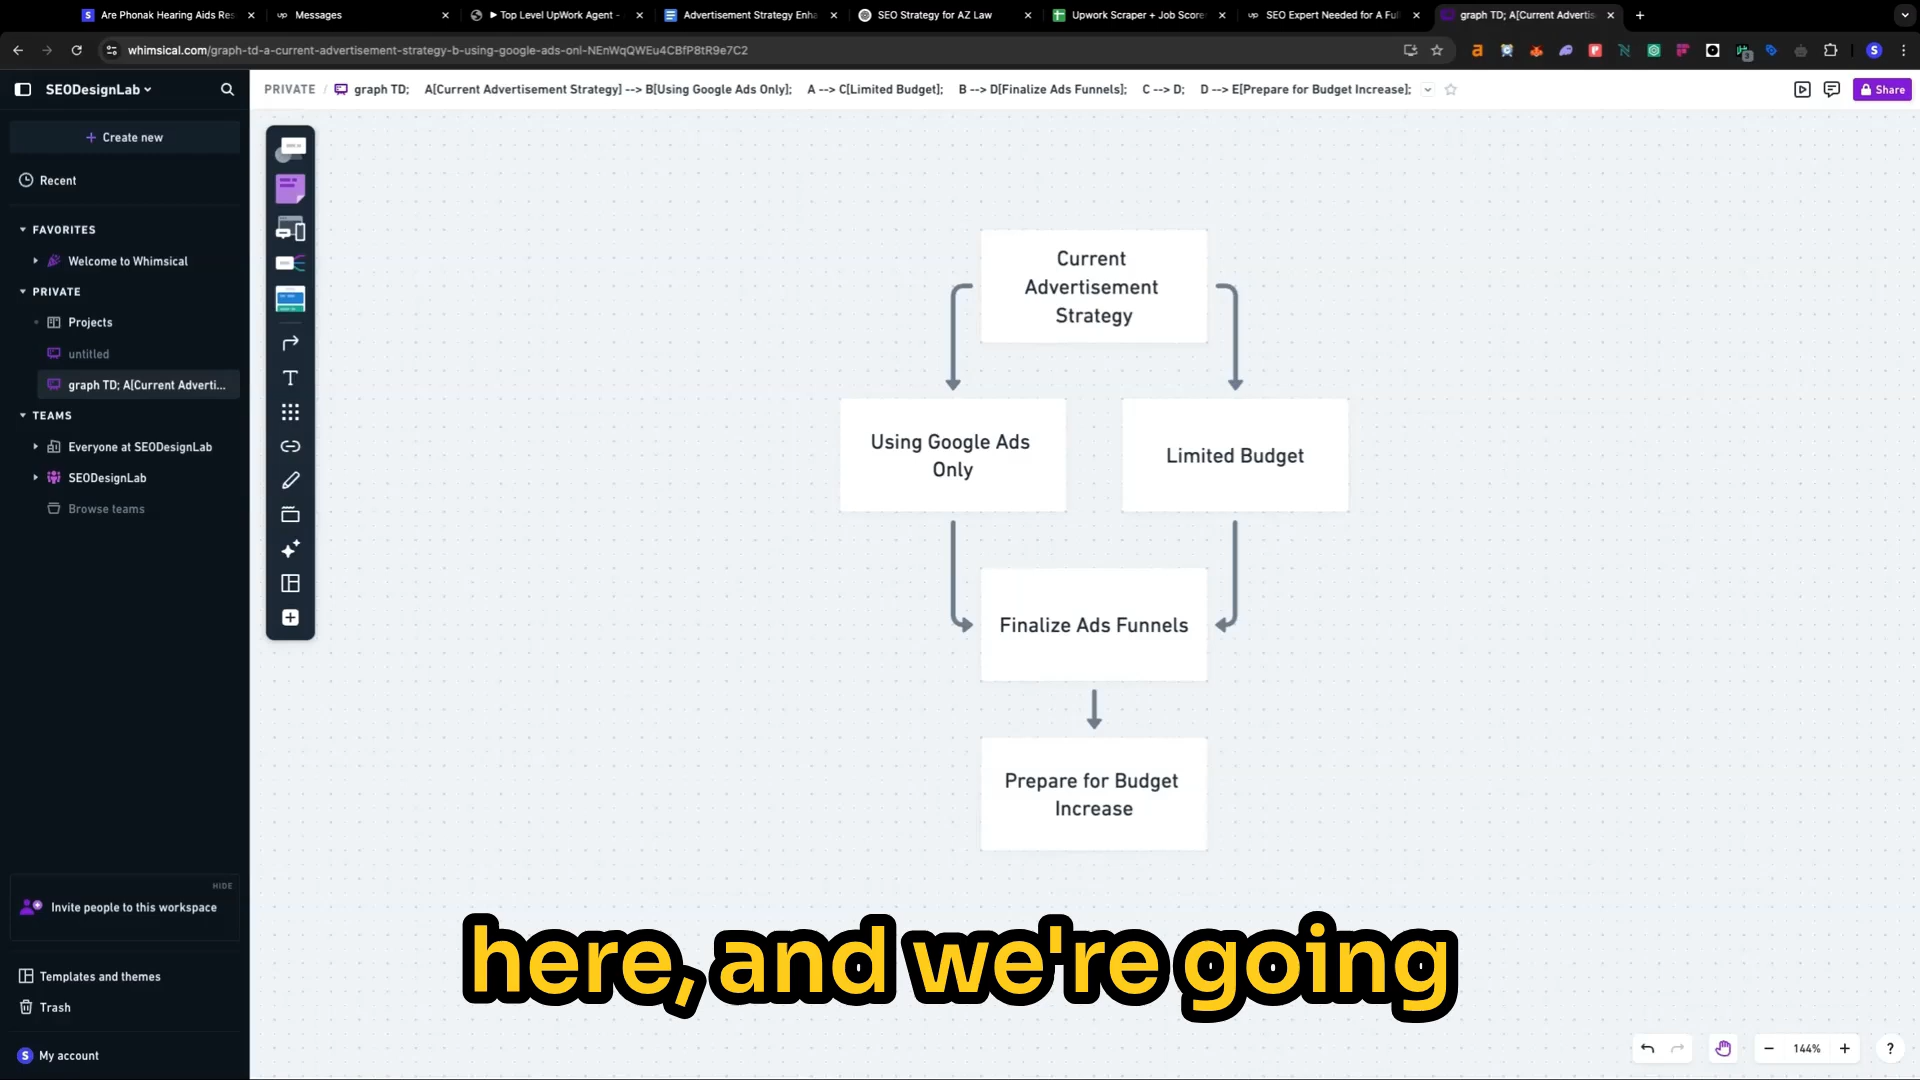 Are Phonak Hearing Aids Res
Messages
▶ Top Level UpWork Agent -
Advertisement Strategy Enha
SEO Strategy for AZ Law
Upwork Scraper + Job Score
SEO Expert Needed for A Ful
graph TD; A[Current Advertis
whimsical.com/graph-td-a-current-advertisement-strategy-b-using-google-ads-onl-NEnWqQWEu4CBfP8tR9e7C2
SEODesignLab
PRIVATE / graph TD; A[Current Advertisement Strategy] --> B[Using Google Ads Only]; A --> C[Limited Budget]; B --> D[Finalize Ads Funnels]; C --> D; D --> E[Prepare for Budget Increase];
Share
+ Create new
Recent
FAVORITES
Welcome to Whimsical
PRIVATE
Projects
untitled
graph TD; A[Current Adverti...
TEAMS
Everyone at SEODesignLab
SEODesignLab
Browse teams
HIDE
Invite people to this workspace
Templates and themes
Trash
S My account
Current
Advertisement
Strategy
Using Google Ads
Only
Limited Budget
Finalize Ads Funnels
Prepare for Budget
Increase
here, and we're going
144%
?